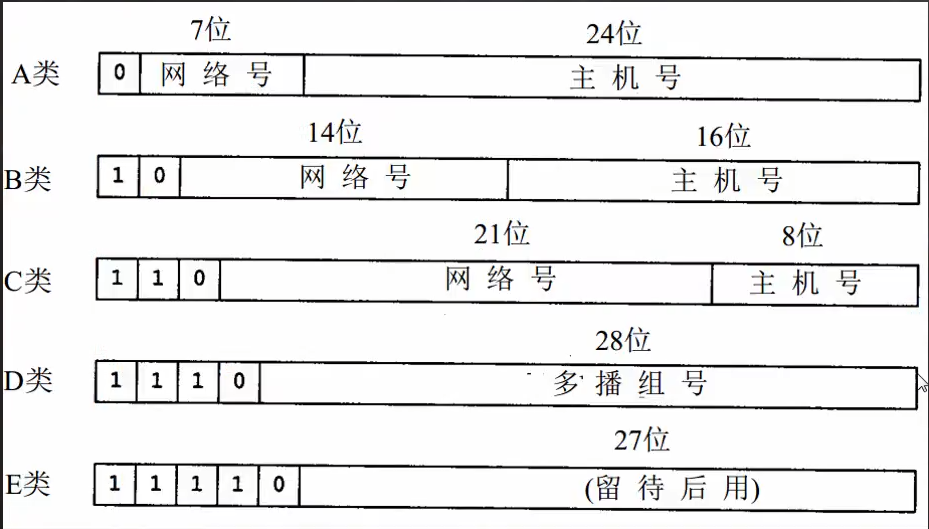 7位 24位
A类 0 网络号 主机号
14位 16位
B类 1 0 网络号 主机号
21位 8位
C类 1 1 0 网络号 主机号
28位
D类 1 1 1 0 多播组号
27位
E类 1 1 1 1 0 (留待后用)